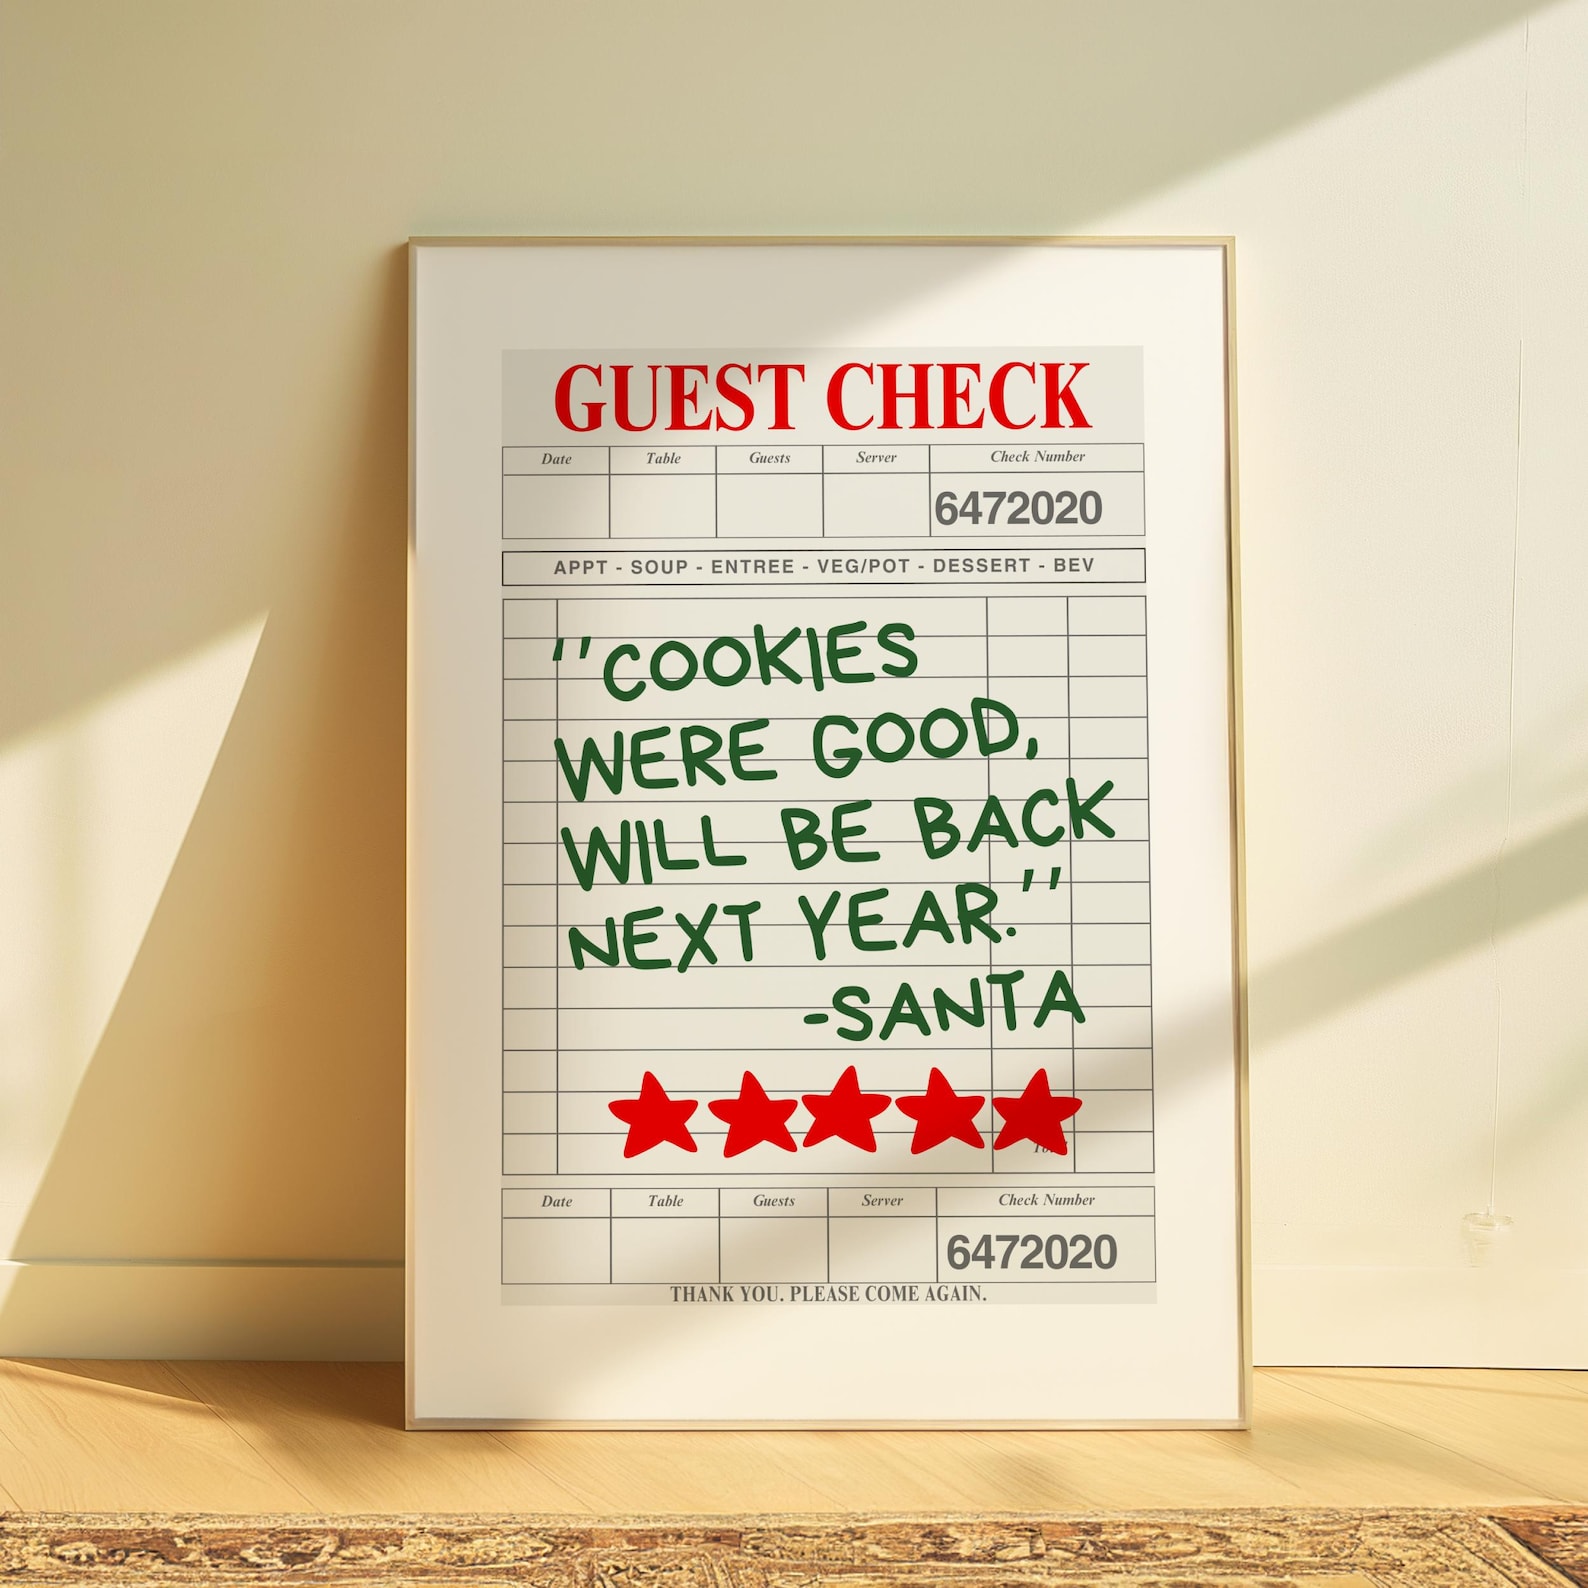 GUEST CHECK
Date Table Guests Server Check Number
6472020
APPT - SOUP - ENTREE - VEG/POT - DESSERT - BEV
"COOKIES
WERE GOOD,
WILL BE BACK
NEXT YEAR."
-SANTA
Date Table Guests Server Check Number
6472020
THANK YOU. PLEASE COME AGAIN.